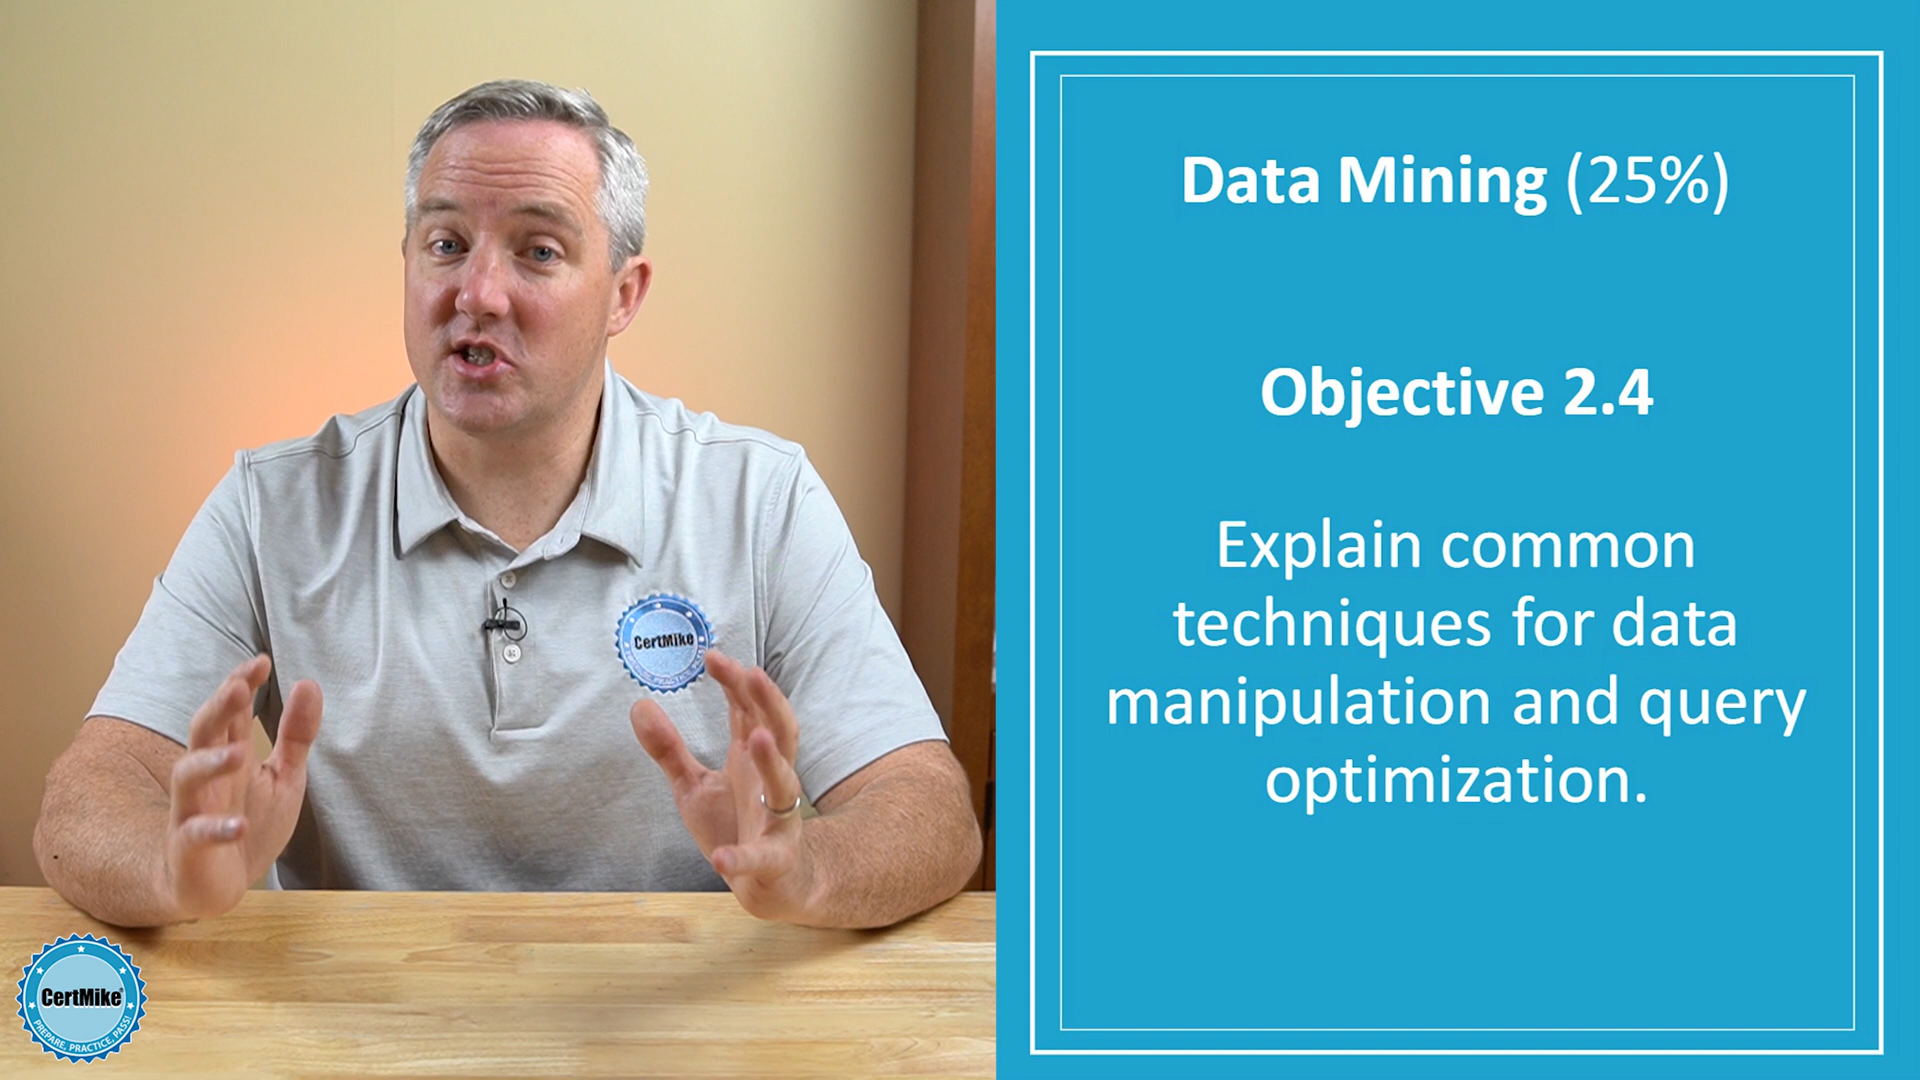 Data Mining (25%)
Objective 2.4
Explain common
techniques for data
manipulation and query
optimization.
CertMike
CertMike®
PREPARE, PRACTICE, PASS!